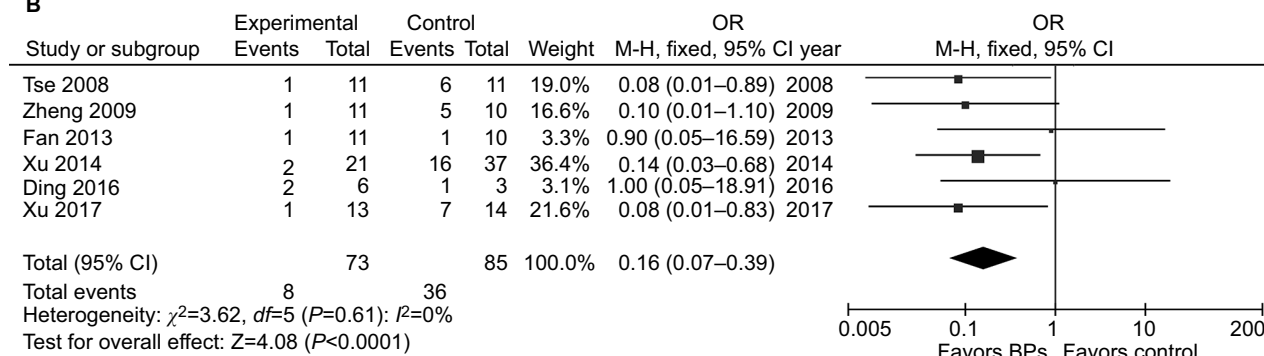 B
Experimental Control OR OR
Study or subgroup Events Total Events Total Weight M-H, fixed, 95% CI year M-H, fixed, 95% CI
Tse 2008 1 11 6 11 19.0% 0.08 (0.01–0.89) 2008
Zheng 2009 1 11 5 10 16.6% 0.10 (0.01–1.10) 2009
Fan 2013 1 11 1 10 3.3% 0.90 (0.05–16.59) 2013
Xu 2014 2 21 16 37 36.4% 0.14 (0.03–0.68) 2014
Ding 2016 2 6 1 3 3.1% 1.00 (0.05–18.91) 2016
Xu 2017 1 13 7 14 21.6% 0.08 (0.01–0.83) 2017
Total (95% CI) 73 85 100.0% 0.16 (0.07–0.39)
Total events 8 36
Heterogeneity: χ²=3.62, df=5 (P=0.61): I²=0%
Test for overall effect: Z=4.08 (P<0.0001)
0.005 0.1 1 10 200
Favors BPs Favors control